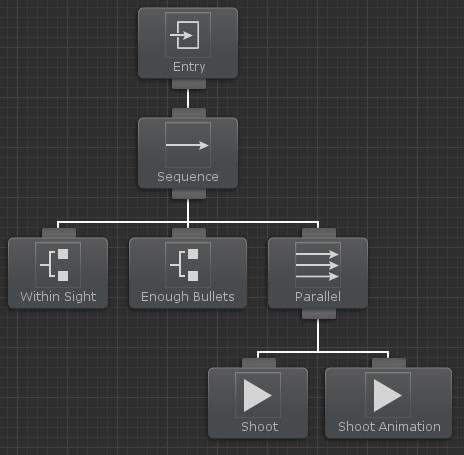 Entry
Sequence
Within Sight
Enough Bullets
Parallel
Shoot
Shoot Animation